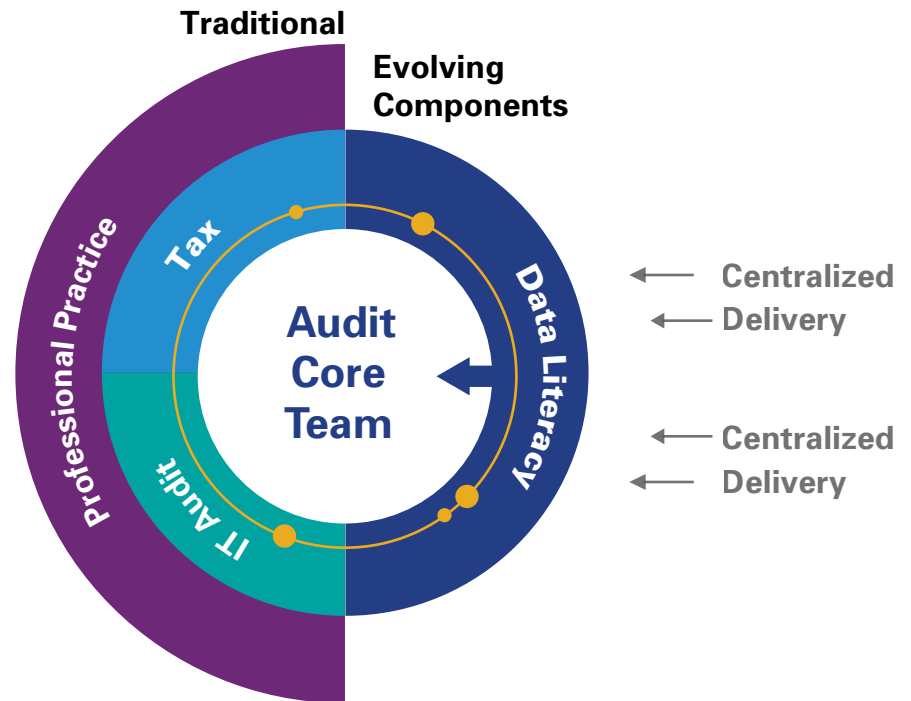 Traditional
Evolving
Components
Professional Practice
Tax
IT Audit
Audit
Core
Team
Data Literacy
Centralized
Delivery
Centralized
Delivery